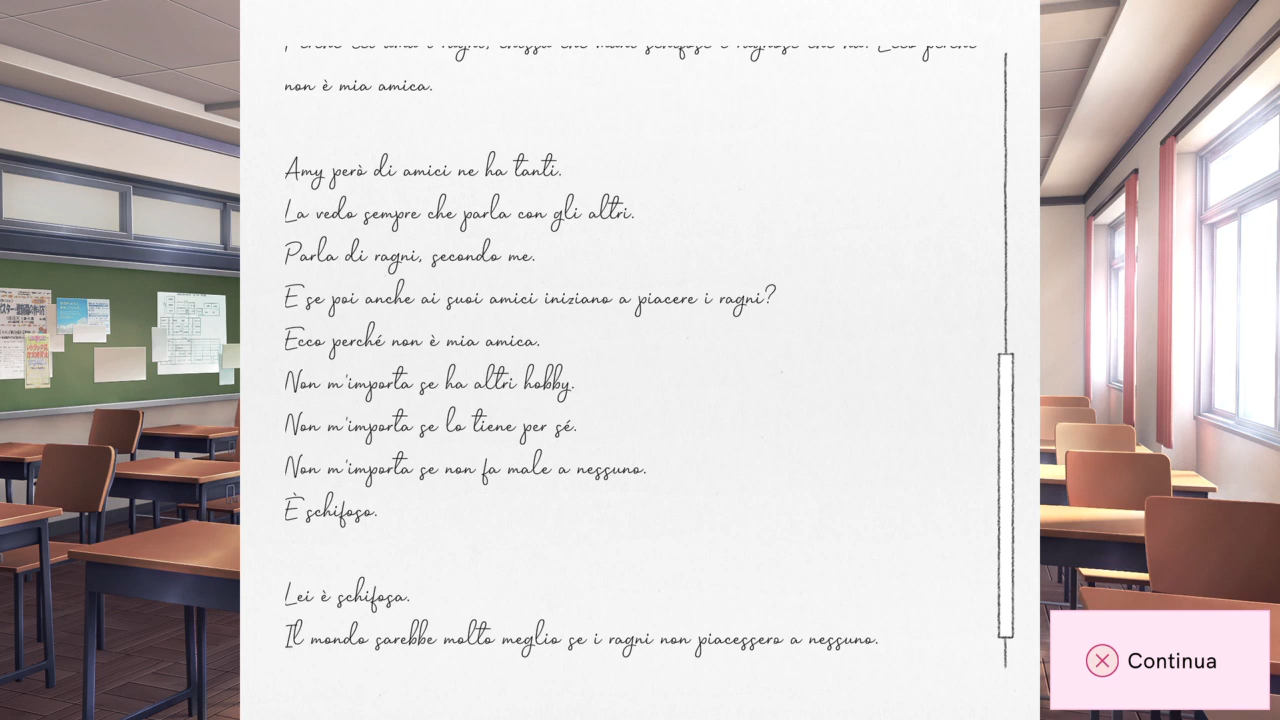 non è mia amica.
Amy però di amici ne ha tanti.
La vedo sempre che parla con gli altri.
Parla di ragni, secondo me.
E se poi anche ai suoi amici iniziano a piacere i ragni?
Ecco perché non è mia amica.
Non m'importa se ha altri hobby.
Non m'importa se lo tiene per sé.
Non m'importa se non fa male a nessuno.
È schifoso.
Lei è schifosa.
Il mondo sarebbe molto meglio se i ragni non piacessero a nessuno.
Continua